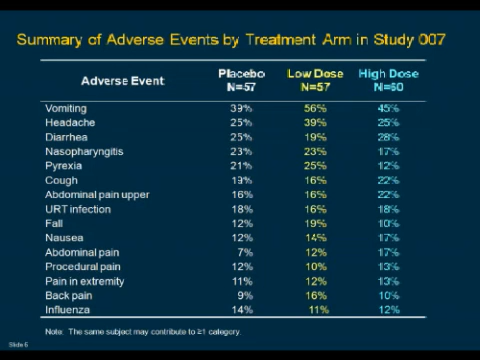 Summary of Adverse Events by Treatment Arm in Study 007
Adverse Event Placebo N=57 Low Dose N=57 High Dose N=60
Vomiting 39% 56% 45%
Headache 25% 39% 25%
Diarrhea 25% 19% 28%
Nasopharyngitis 23% 23% 17%
Pyrexia 21% 25% 12%
Cough 19% 16% 22%
Abdominal pain upper 16% 16% 22%
URT infection 18% 16% 18%
Fall 12% 19% 10%
Nausea 12% 14% 17%
Abdominal pain 7% 12% 17%
Procedural pain 12% 10% 13%
Pain in extremity 11% 12% 13%
Back pain 9% 16% 10%
Influenza 14% 11% 12%
Note: The same subject may contribute to ≥1 category.
Slide 6